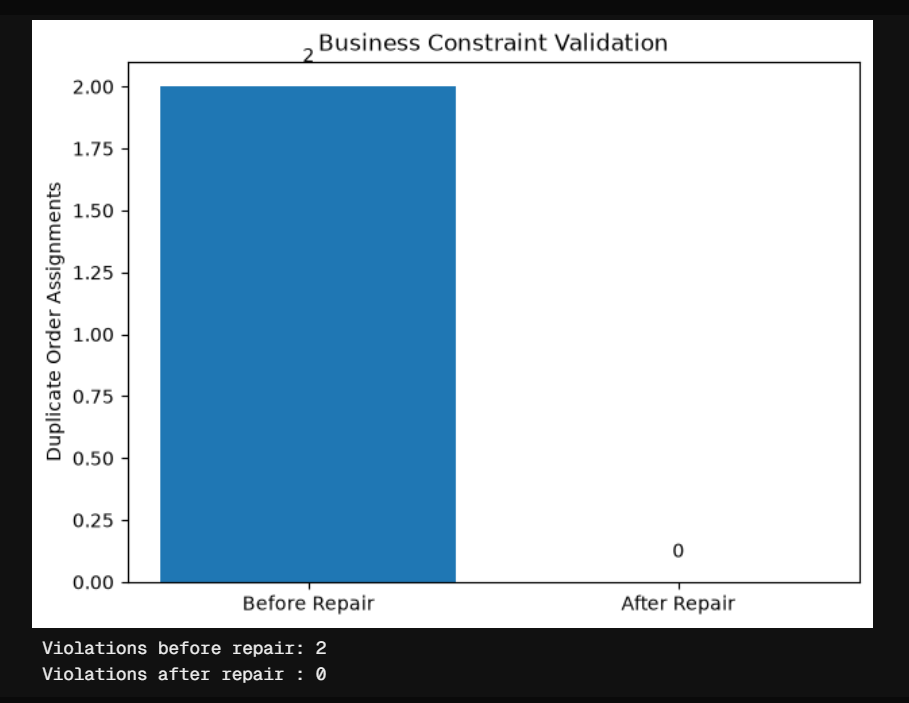 Business Constraint Validation
2
2.00
1.75
1.50
1.25
1.00
0.75
0.50
0.25
0.00
Duplicate Order Assignments
0
Before Repair After Repair
Violations before repair: 2
Violations after repair : 0